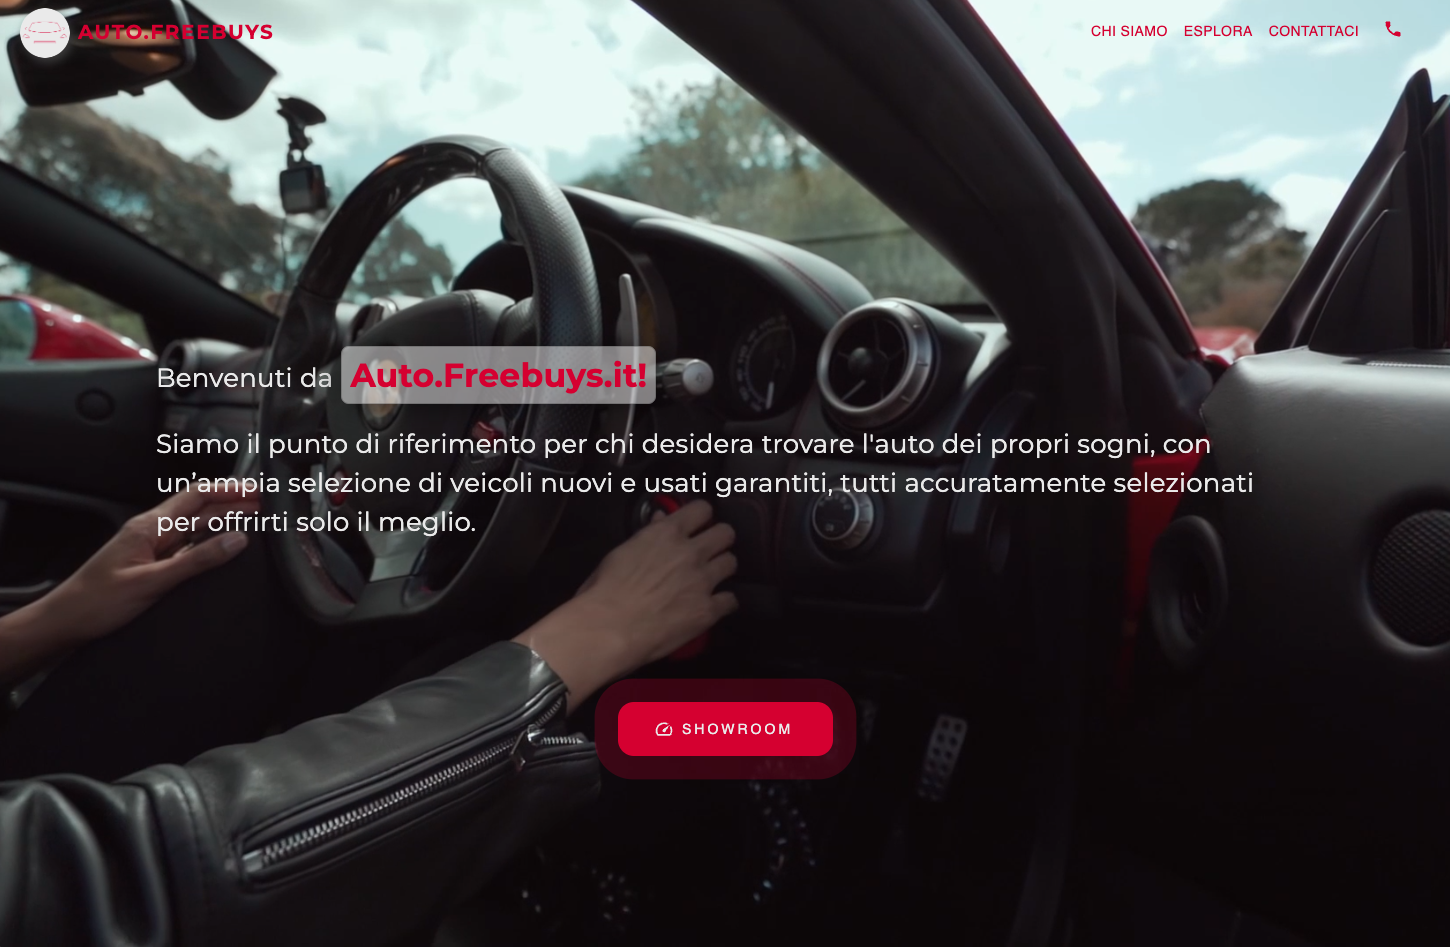 AUTO.FREEBUYS
CHI SIAMO ESPLORA CONTATTACI
Benvenuti da Auto.Freebuys.it!
Siamo il punto di riferimento per chi desidera trovare l'auto dei propri sogni, con
un’ampia selezione di veicoli nuovi e usati garantiti, tutti accuratamente selezionati
per offrirti solo il meglio.
SHOWROOM